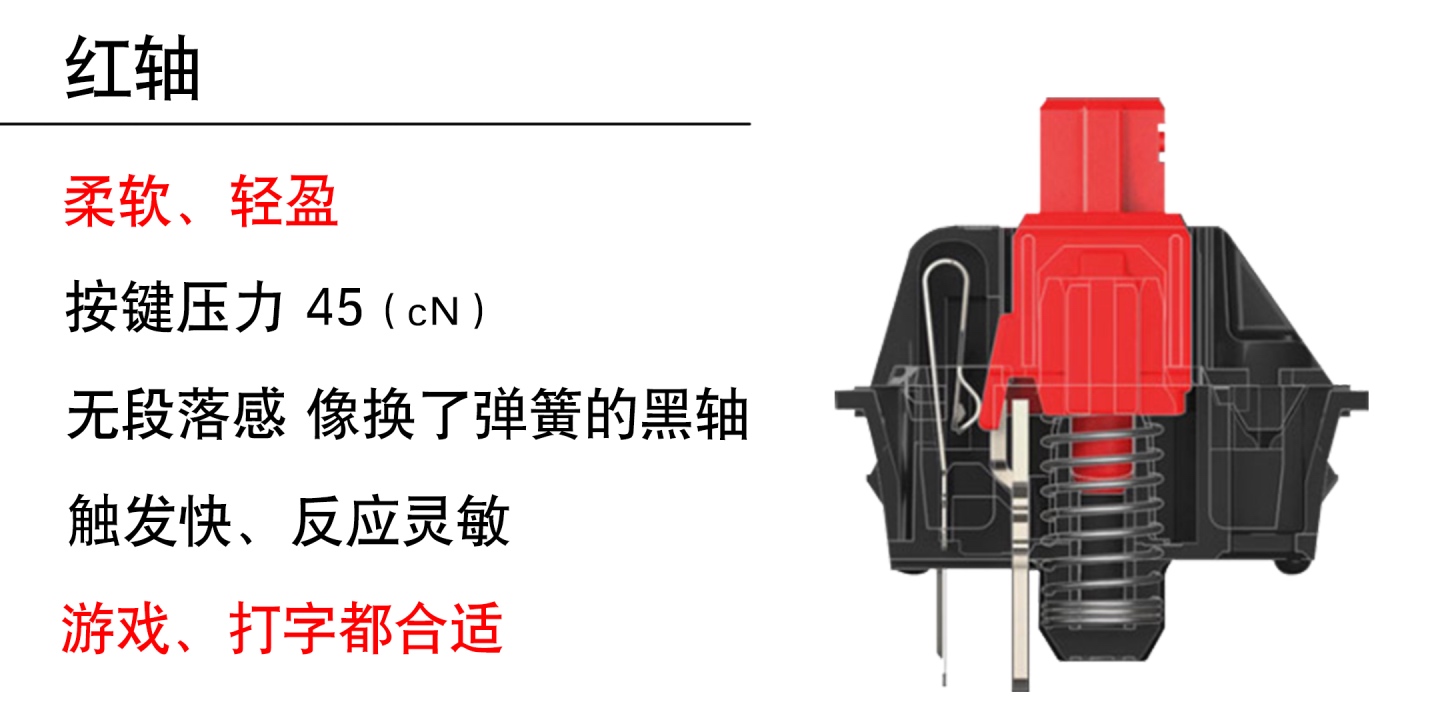 红轴
柔软、轻盈
按键压力 45（cN）
无段落感 像换了弹簧的黑轴
触发快、反应灵敏
游戏、打字都合适